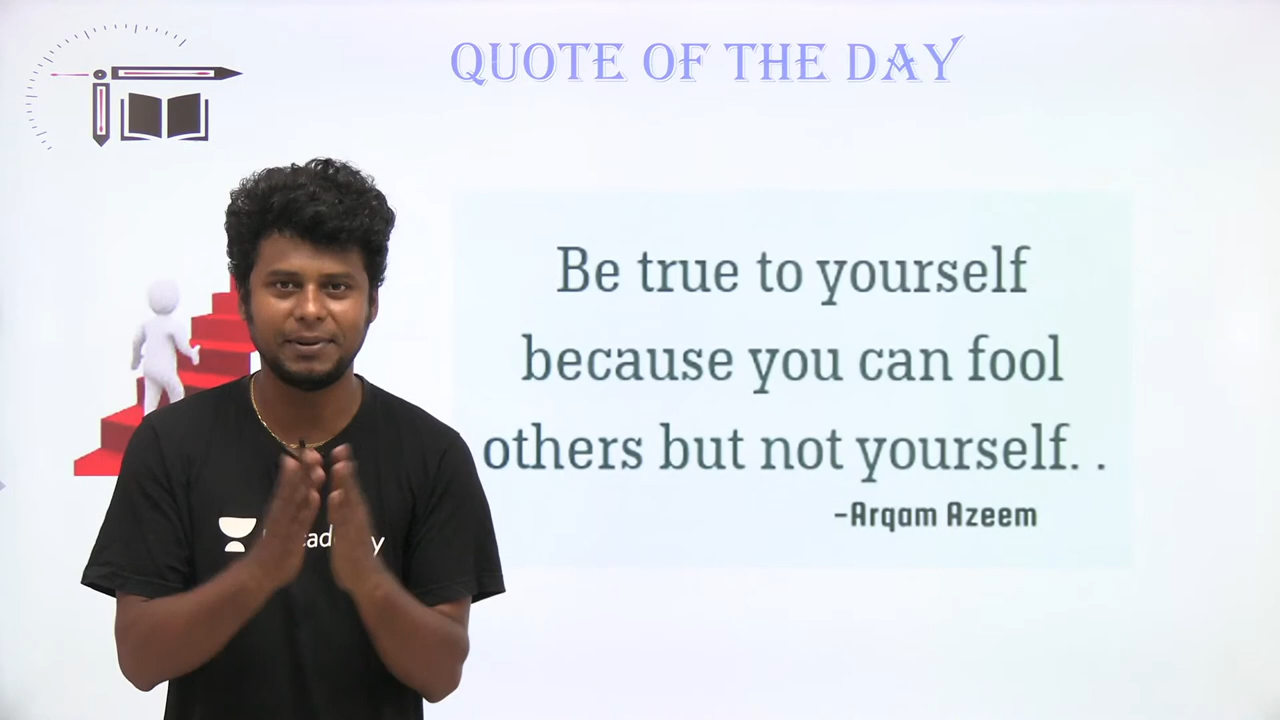 QUOTE OF THE DAY
Be true to yourself
because you can fool
others but not yourself. .
-Arqam Azeem